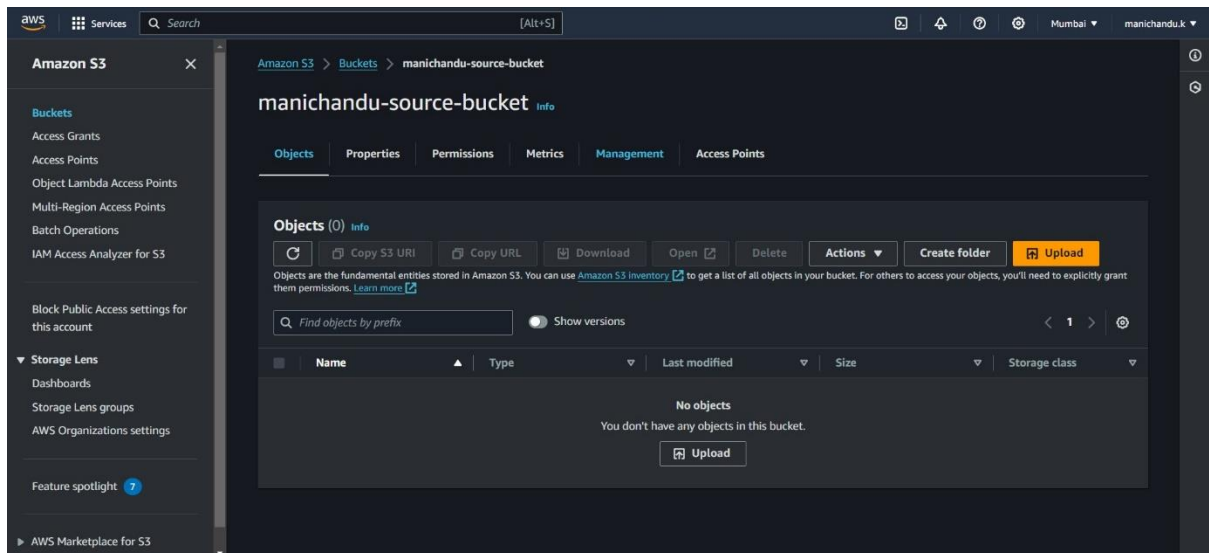 aws
Services
Search
[Alt+S]
Mumbai
manichandu.k
Amazon S3
Buckets
Access Grants
Access Points
Object Lambda Access Points
Multi-Region Access Points
Batch Operations
IAM Access Analyzer for S3
Block Public Access settings for
this account
Storage Lens
Dashboards
Storage Lens groups
AWS Organizations settings
Feature spotlight 7
AWS Marketplace for S3
Amazon S3 > Buckets > manichandu-source-bucket
manichandu-source-bucket Info
Objects Properties Permissions Metrics Management Access Points
Objects (0) Info
Copy S3 URI Copy URL Download Open Delete Actions Create folder Upload
Objects are the fundamental entities stored in Amazon S3. You can use Amazon S3 inventory to get a list of all objects in your bucket. For others to access your objects, you'll need to explicitly grant
them permissions. Learn more
Find objects by prefix
Show versions
< 1 >
Name Type Last modified Size Storage class
No objects
You don't have any objects in this bucket.
Upload